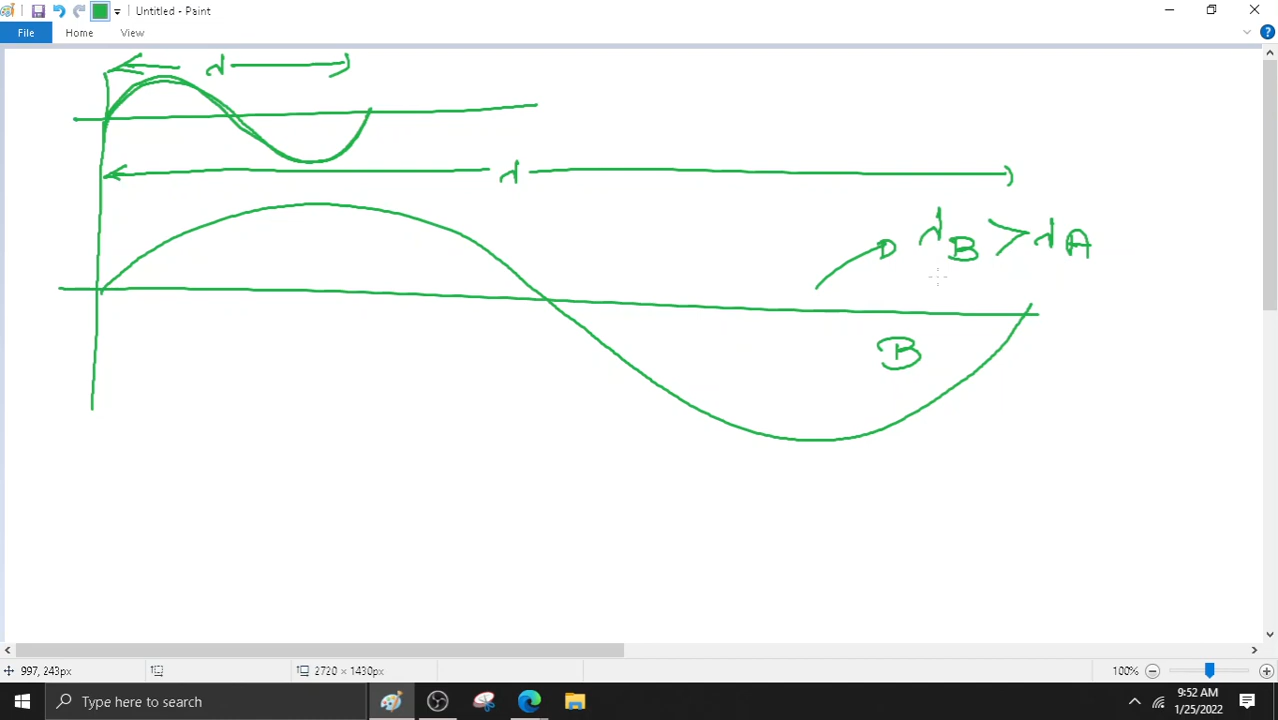 Untitled - Paint
File Home View
λ
λ
λB > λA
B
997, 243px
2720 × 1430px
100%
Type here to search
9:52 AM
1/25/2022